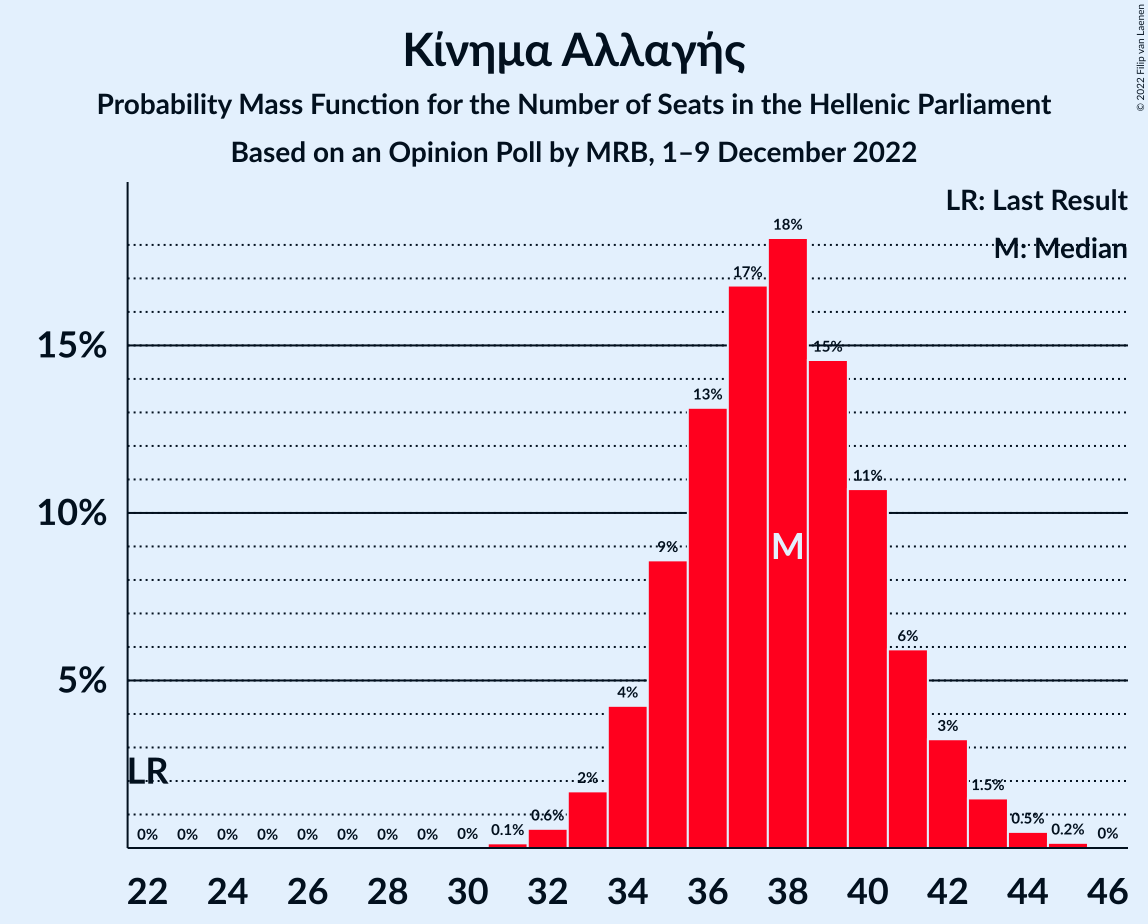 Κίνημα Αλλαγής
Probability Mass Function for the Number of Seats in the Hellenic Parliament
Based on an Opinion Poll by MRB, 1–9 December 2022
© 2022 Filip van Laenen
LR: Last Result
M: Median
15%
10%
5%
LR
M
0% 0% 0% 0% 0% 0% 0% 0% 0% 0.1% 0.6% 2% 4% 9% 13% 17% 18% 15% 11% 6% 3% 1.5% 0.5% 0.2% 0%
22 24 26 28 30 32 34 36 38 40 42 44 46